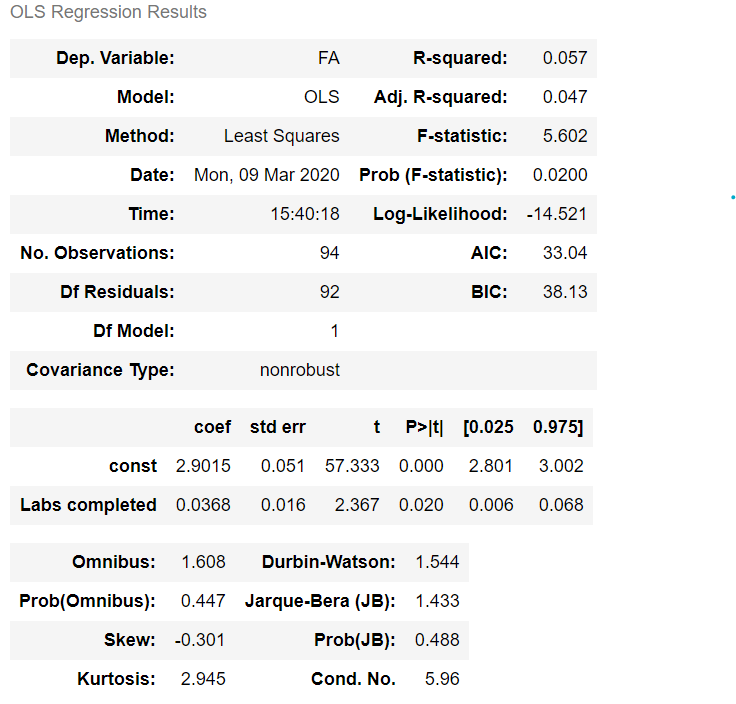 OLS Regression Results
Dep. Variable: FA R-squared: 0.057
Model: OLS Adj. R-squared: 0.047
Method: Least Squares F-statistic: 5.602
Date: Mon, 09 Mar 2020 Prob (F-statistic): 0.0200
Time: 15:40:18 Log-Likelihood: -14.521
No. Observations: 94 AIC: 33.04
Df Residuals: 92 BIC: 38.13
Df Model: 1
Covariance Type: nonrobust
coef std err t P>|t| [0.025 0.975]
const 2.9015 0.051 57.333 0.000 2.801 3.002
Labs completed 0.0368 0.016 2.367 0.020 0.006 0.068
Omnibus: 1.608 Durbin-Watson: 1.544
Prob(Omnibus): 0.447 Jarque-Bera (JB): 1.433
Skew: -0.301 Prob(JB): 0.488
Kurtosis: 2.945 Cond. No. 5.96